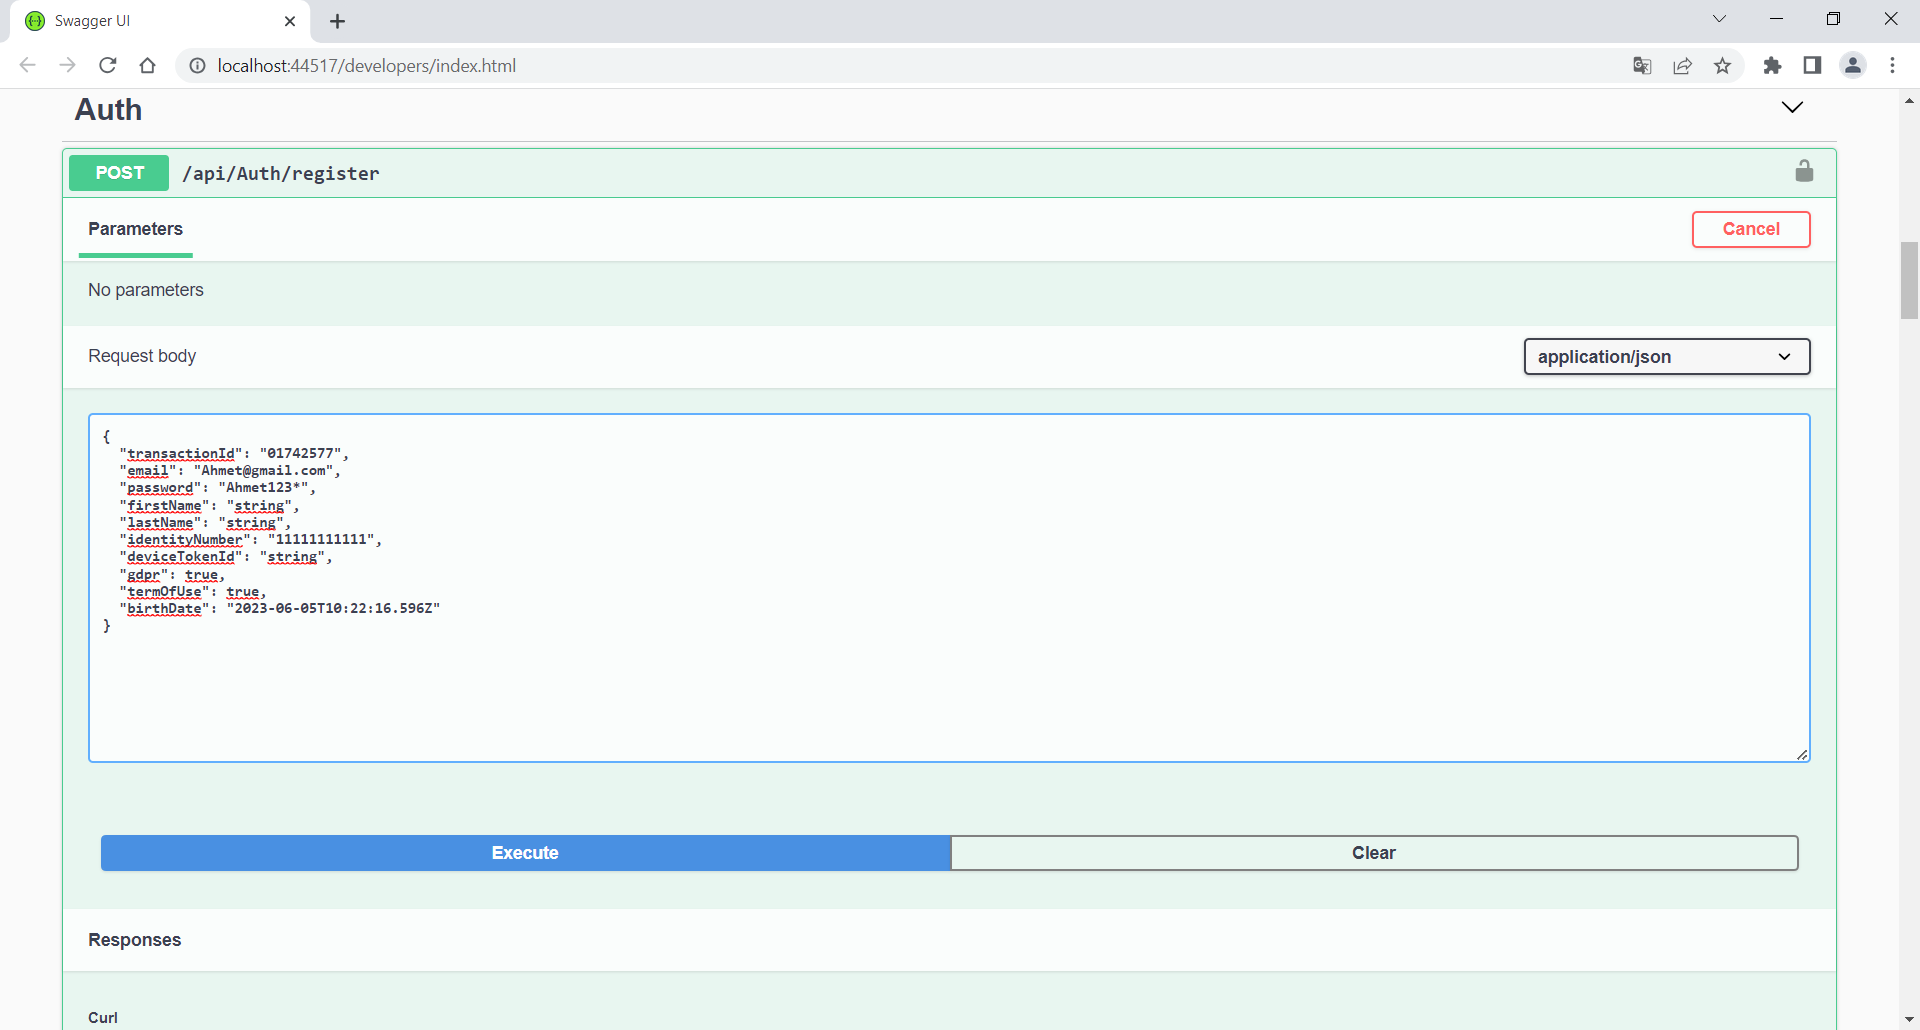 Swagger UI
localhost:44517/developers/index.html
Auth
POST /api/Auth/register
Parameters
Cancel
No parameters
Request body
application/json
{
"transactionId": "01742577",
"email": "Ahmet@gmail.com",
"password": "Ahmet123*",
"firstName": "string",
"lastName": "string",
"identityNumber": "11111111111",
"deviceTokenId": "string",
"gdpr": true,
"termOfUse": true,
"birthDate": "2023-06-05T10:22:16.596Z"
}
Execute
Clear
Responses
Curl